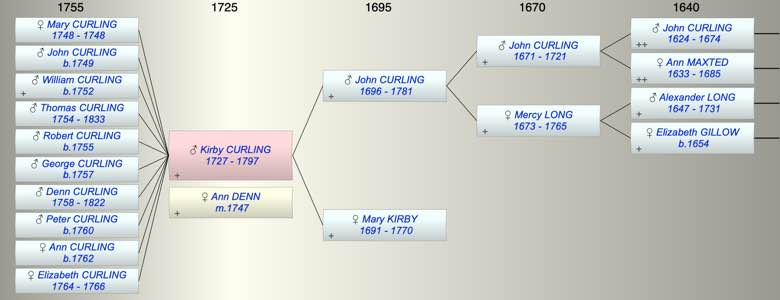 1755
1725
1695
1670
1640
♀ Mary CURLING
1748 - 1748
♂ John CURLING
b.1749
♂ William CURLING
b.1752
+
♂ Thomas CURLING
1754 - 1833
♂ Robert CURLING
b.1755
♂ George CURLING
b.1757
♂ Denn CURLING
1758 - 1822
♂ Peter CURLING
b.1760
♀ Ann CURLING
b.1762
♀ Elizabeth CURLING
1764 - 1766
♂ Kirby CURLING
1727 - 1797
+
♀ Ann DENN
m.1747
+
♂ John CURLING
1696 - 1781
+
♀ Mary KIRBY
1691 - 1770
+
♂ John CURLING
1671 - 1721
+
♀ Mercy LONG
1673 - 1765
+
♂ John CURLING
1624 - 1674
++
♀ Ann MAXTED
1633 - 1685
++
♂ Alexander LONG
1647 - 1731
+
♀ Elizabeth GILLOW
b.1654
+